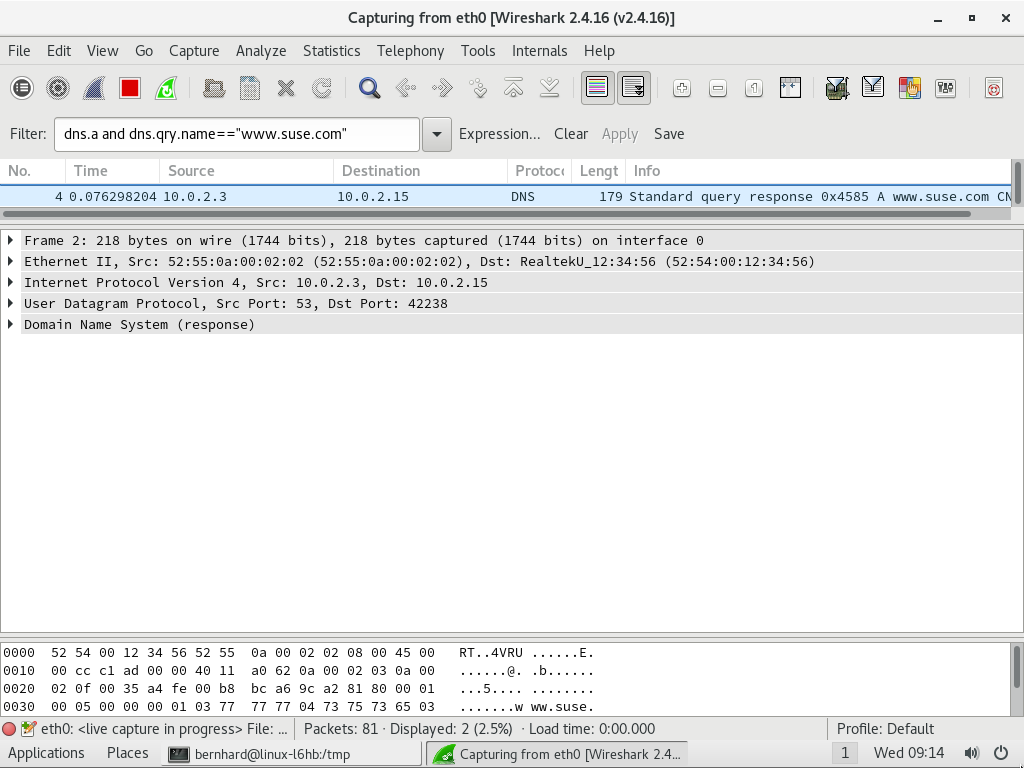 Capturing from eth0 [Wireshark 2.4.16 (v2.4.16)]
File Edit View Go Capture Analyze Statistics Telephony Tools Internals Help
Filter: dns.a and dns.qry.name=="www.suse.com" Expression... Clear Apply Save
No. Time Source Destination Protoc Lengt Info
4 0.076298204 10.0.2.3 10.0.2.15 DNS 179 Standard query response 0x4585 A www.suse.com CN
Frame 2: 218 bytes on wire (1744 bits), 218 bytes captured (1744 bits) on interface 0
Ethernet II, Src: 52:55:0a:00:02:02 (52:55:0a:00:02:02), Dst: RealtekU_12:34:56 (52:54:00:12:34:56)
Internet Protocol Version 4, Src: 10.0.2.3, Dst: 10.0.2.15
User Datagram Protocol, Src Port: 53, Dst Port: 42238
Domain Name System (response)
0000 52 54 00 12 34 56 52 55 0a 00 02 02 08 00 45 00 RT..4VRU ......E.
0010 00 cc c1 ad 00 00 40 11 a0 62 0a 00 02 03 0a 00 ......@. .b......
0020 02 0f 00 35 a4 fe 00 b8 bc a6 9c a2 81 80 00 01 ...5.... ........
0030 00 05 00 00 00 01 03 77 77 77 04 73 75 73 65 03 .......w ww.suse.
eth0: <live capture in progress> File: ... Packets: 81 · Displayed: 2 (2.5%) · Load time: 0:00.000 Profile: Default
Applications Places bernhard@linux-l6hb:/tmp Capturing from eth0 [Wireshark 2.4... 1 Wed 09:14